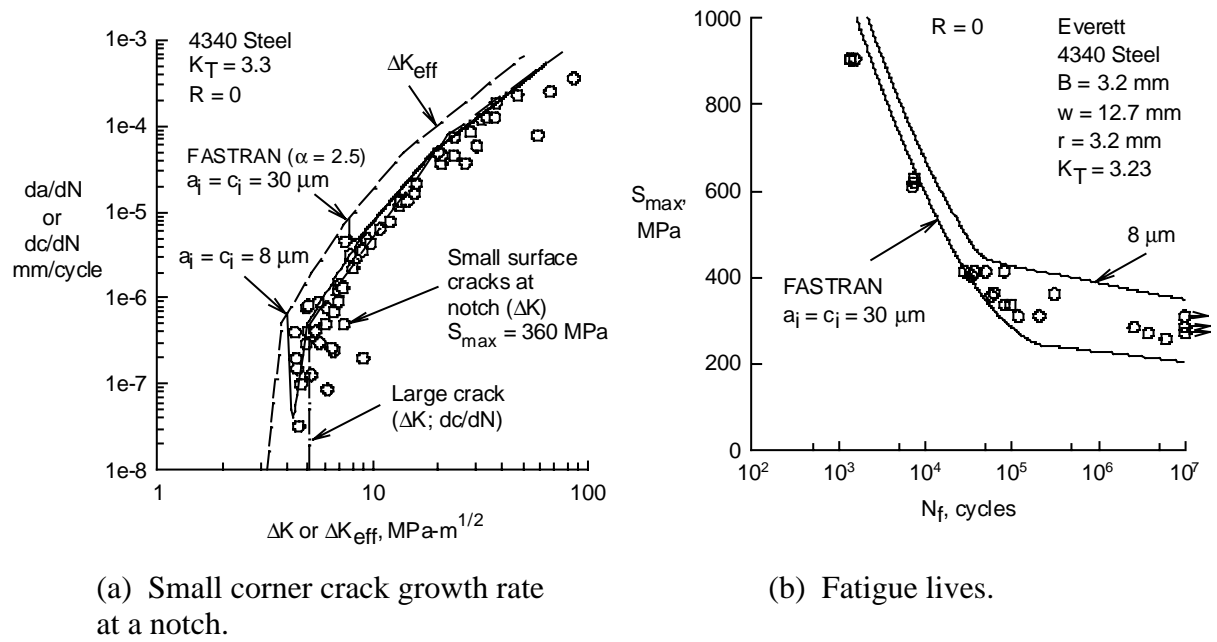 4340 Steel
K_T = 3.3
R = 0
ΔK_eff
FASTRAN (α = 2.5)
a_i = c_i = 30 μm
a_i = c_i = 8 μm
Small surface
cracks at
notch (ΔK)
S_max = 360 MPa
Large crack
(ΔK; dc/dN)
da/dN
or
dc/dN
mm/cycle
1e-3
1e-4
1e-5
1e-6
1e-7
1e-8
1
10
100
ΔK or ΔK_eff, MPa-m^1/2
(a) Small corner crack growth rate
at a notch.
R = 0
Everett
4340 Steel
B = 3.2 mm
w = 12.7 mm
r = 3.2 mm
K_T = 3.23
8 μm
FASTRAN
a_i = c_i = 30 μm
S_max,
MPa
1000
800
600
400
200
0
10^2
10^3
10^4
10^5
10^6
10^7
N_f, cycles
(b) Fatigue lives.